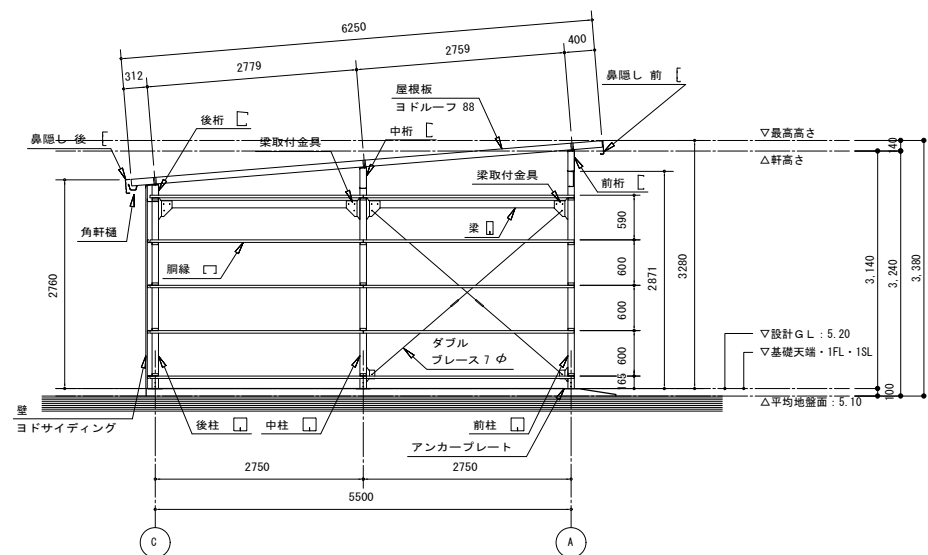 6250
312
2779
2759
400
鼻隠し 前
屋根板
ヨドルーフ 88
後桁
中桁
鼻隠し 後
梁取付金具
▽最高高さ
140
△軒高さ
梁取付金具
前桁
角軒樋
梁
590
胴縁
600
2760
2871
3280
3,140
3,240
3,380
600
▽設計GL:5.20
ダブル
ブレース7φ
600
▽基礎天端・1FL・1SL
165
100
△平均地盤面:5.10
壁
ヨドサイディング
後柱
中柱
前柱
アンカープレート
2750
2750
5500
C
A